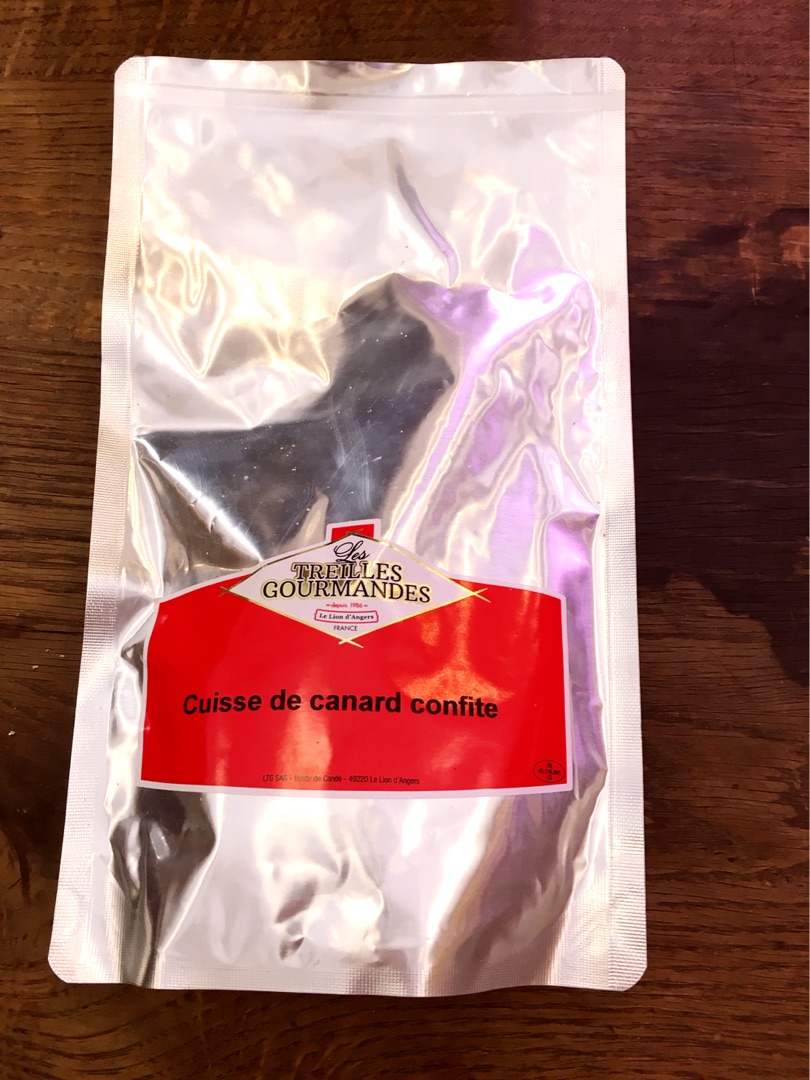 Les
TREILLES
GOURMANDES
depuis 1986
Le Lion d'Angers
FRANCE
Cuisse de canard confite
LTG SAS - Route de Candé - 49220 Le Lion d'Angers